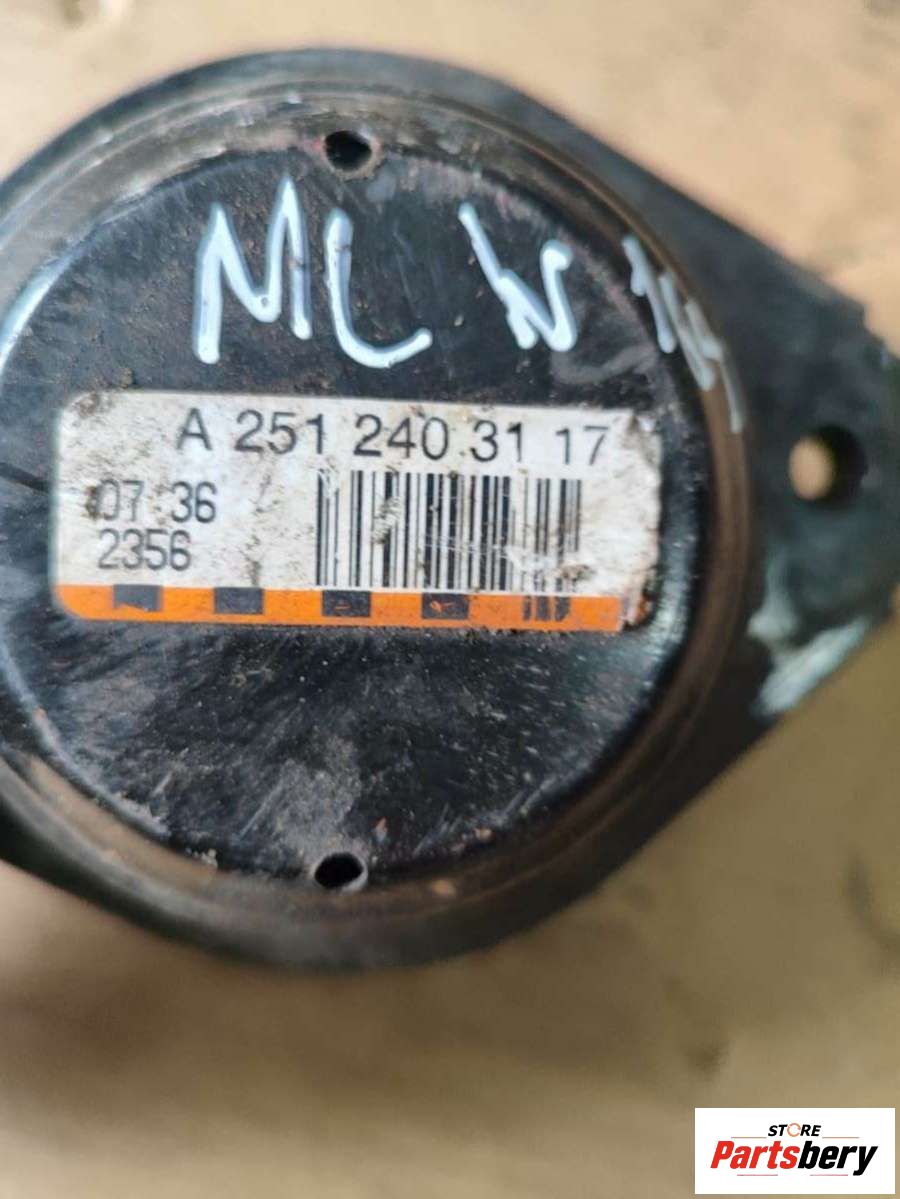 ML W
A 251 240 31 17
07 36
2356
STORE
Partsbery